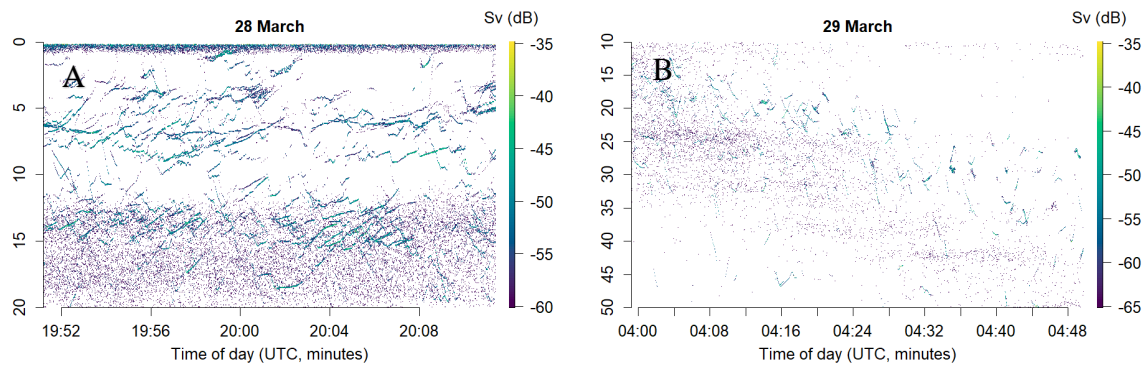 28 March
Sv (dB)
A
0
5
10
15
20
19:52 19:56 20:00 20:04 20:08
Time of day (UTC, minutes)
-35
-40
-45
-50
-55
-60
29 March
Sv (dB)
B
10
15
20
25
30
35
40
45
50
04:00 04:08 04:16 04:24 04:32 04:40 04:48
Time of day (UTC, minutes)
-35
-40
-45
-50
-55
-60
-65